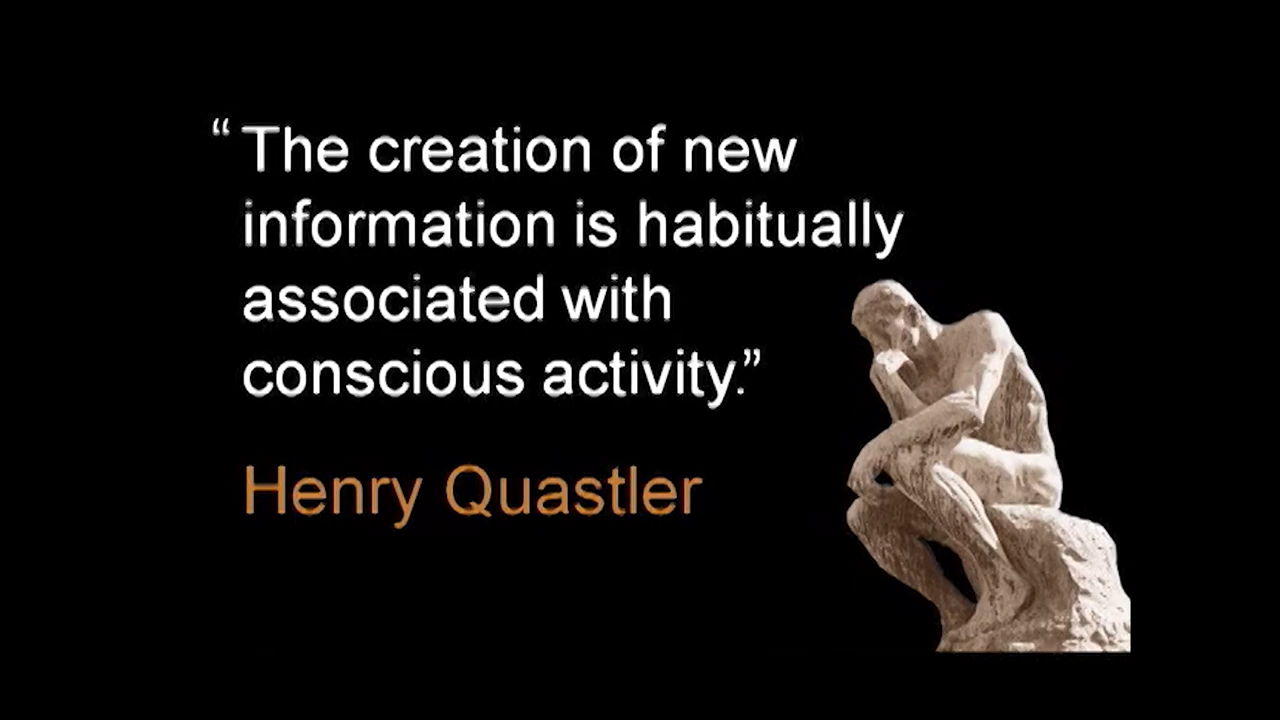 “ The creation of new
information is habitually
associated with
conscious activity.”
Henry Quastler